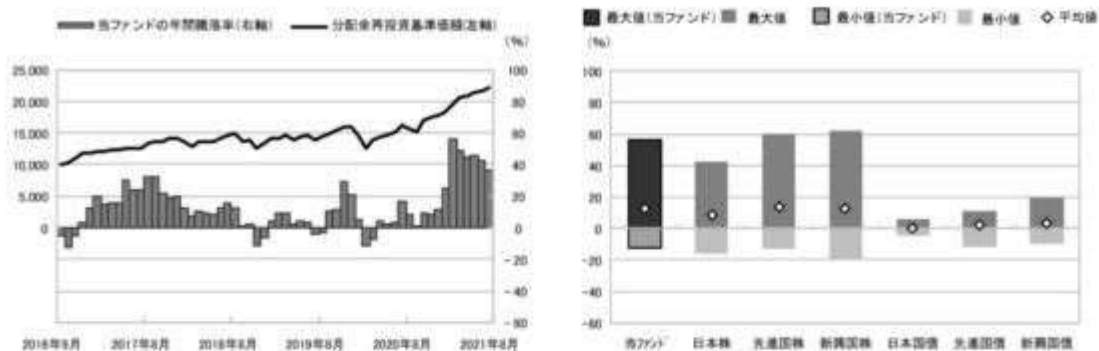 当ファンドの年間騰落率(右軸)
分配金再投資基準価額(左軸)
(%)
25,000
20,000
15,000
10,000
5,000
0
100
80
60
40
20
0
-20
-40
-60
-80
2016年8月
2017年8月
2018年8月
2019年8月
2020年8月
2021年8月
最大値(当ファンド)
最大値
最小値(当ファンド)
最小値
平均値
(%)
100
80
60
40
20
0
-20
-40
-60
当ファンド
日本株
先進国株
新興国株
日本国債
先進国債
新興国債